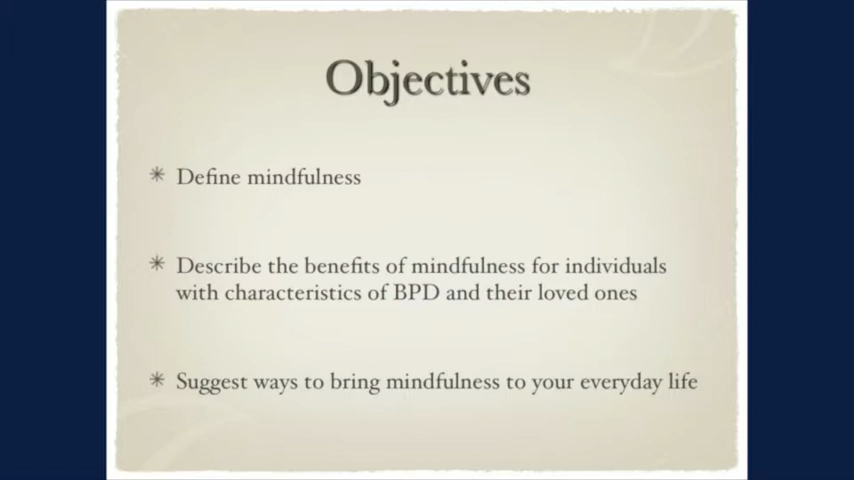 Objectives
* Define mindfulness
* Describe the benefits of mindfulness for individuals
with characteristics of BPD and their loved ones
* Suggest ways to bring mindfulness to your everyday life